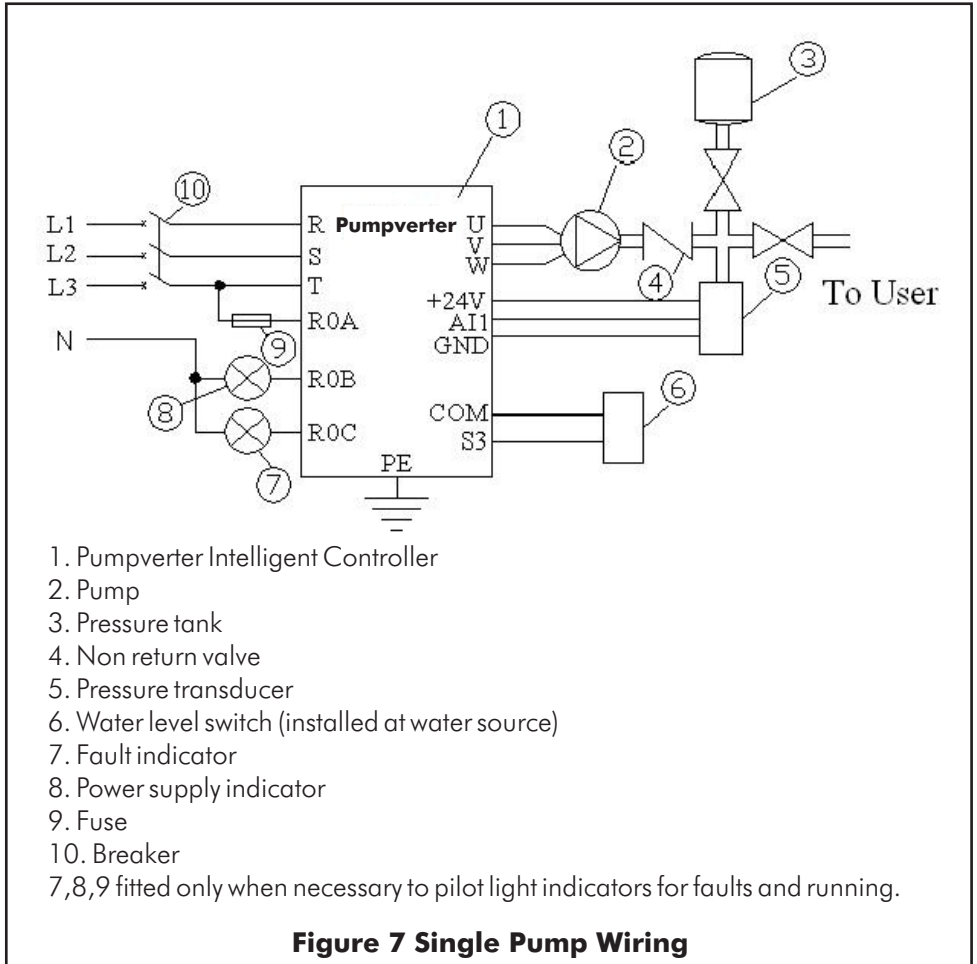 3
1
2
10
L1
L2
L3
N
R Pumpverter U
S V
T W
R0A +24V
AI1
GND
R0B
R0C
COM
S3
PE
4
5
To User
9
8
7
6
1. Pumpverter Intelligent Controller
2. Pump
3. Pressure tank
4. Non return valve
5. Pressure transducer
6. Water level switch (installed at water source)
7. Fault indicator
8. Power supply indicator
9. Fuse
10. Breaker
7,8,9 fitted only when necessary to pilot light indicators for faults and running.
Figure 7 Single Pump Wiring